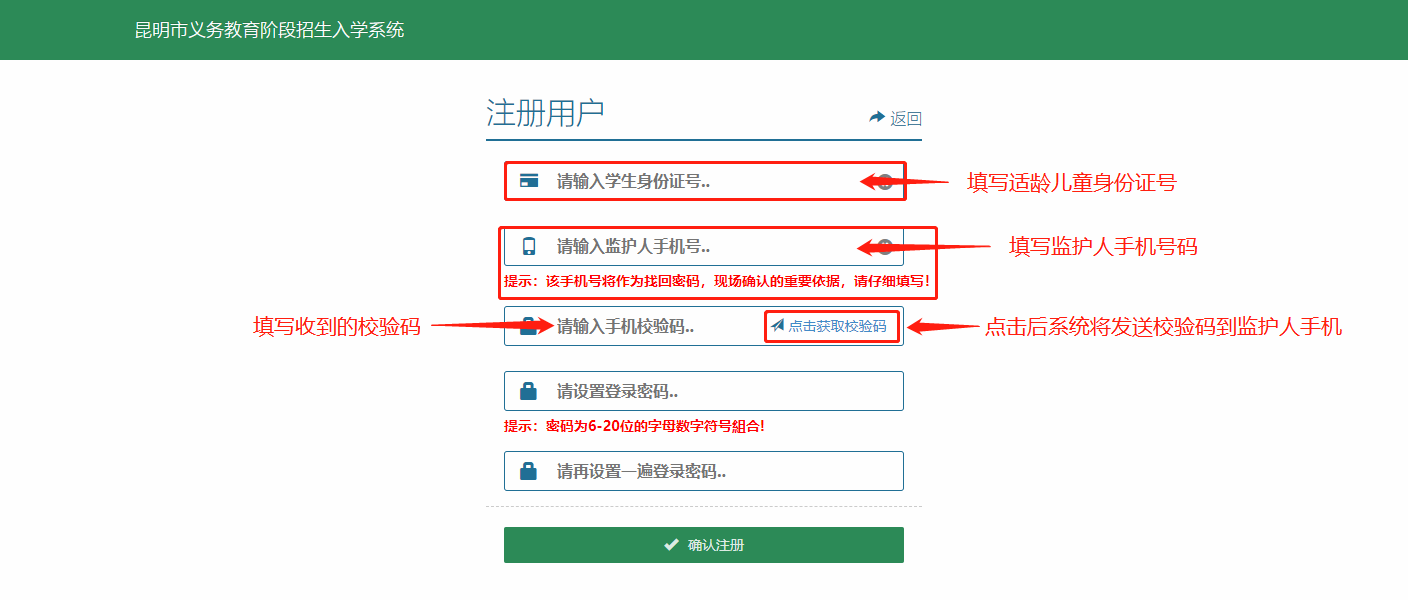 昆明市义务教育阶段招生入学系统
注册用户
返回
请输入学生身份证号..
填写适龄儿童身份证号
请输入监护人手机号..
填写监护人手机号码
提示：该手机号将作为找回密码，现场确认的重要依据，请仔细填写！
填写收到的校验码
请输入手机校验码..
点击获取校验码
点击后系统将发送校验码到监护人手机
请设置登录密码..
提示：密码为6-20位的字母数字符号組合！
请再设置一遍登录密码..
确认注册